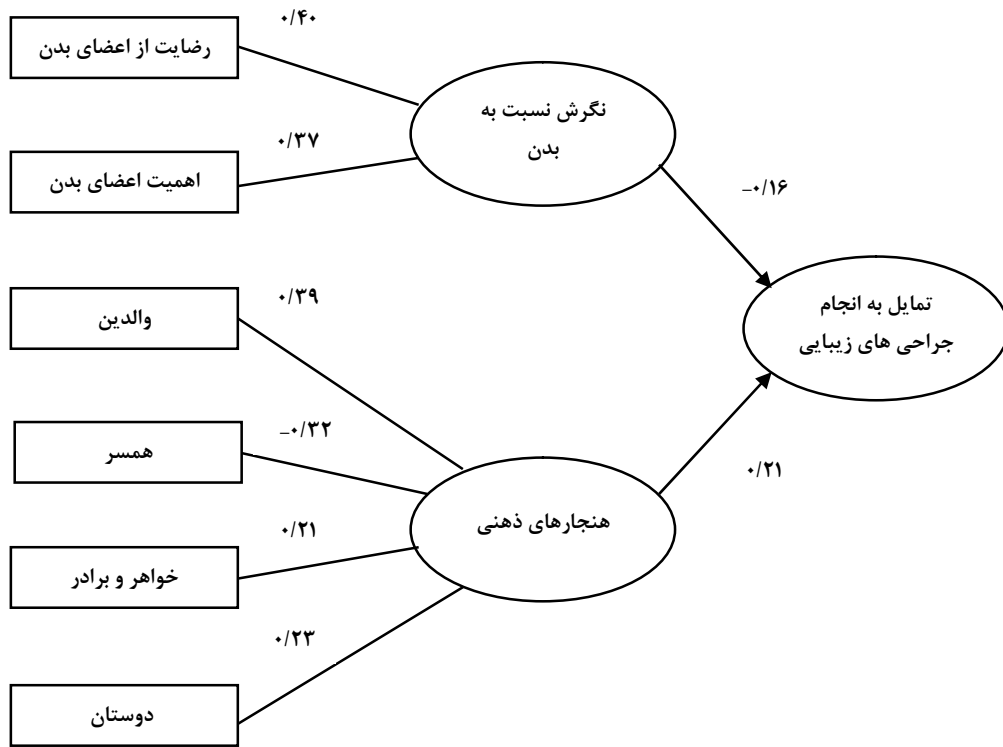 ۰/۴۰
رضایت از اعضای بدن
نگرش نسبت به
بدن
۰/۳۷
اهمیت اعضای بدن
–۰/۱۶
۰/۳۹
والدین
تمایل به انجام
جراحی های زیبایی
–۰/۳۲
همسر
۰/۲۱
هنجارهای ذهنی
۰/۲۱
خواهر و برادر
۰/۲۳
دوستان